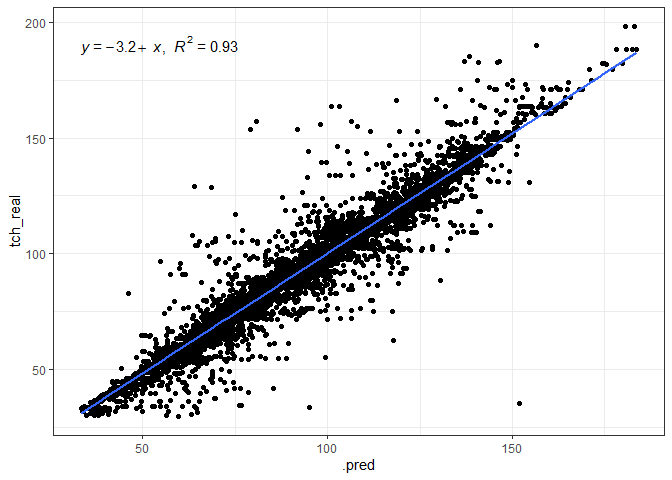 200
y = −3.2 + x, R² = 0.93
150
tch_real
100
50
50 100 150
.pred